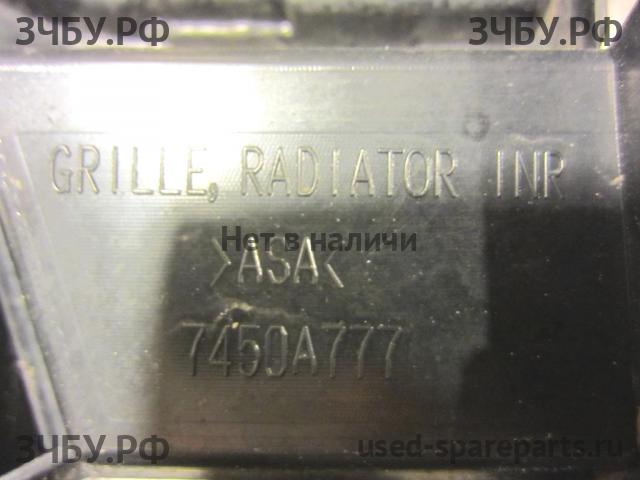 ЗЧБУ.РФ ЗЧБУ.РФ
GRILLE, RADIATOR INR
Нет в наличи
>ASA<
7450A777
ЗЧБУ.РФ used-spareparts.ru